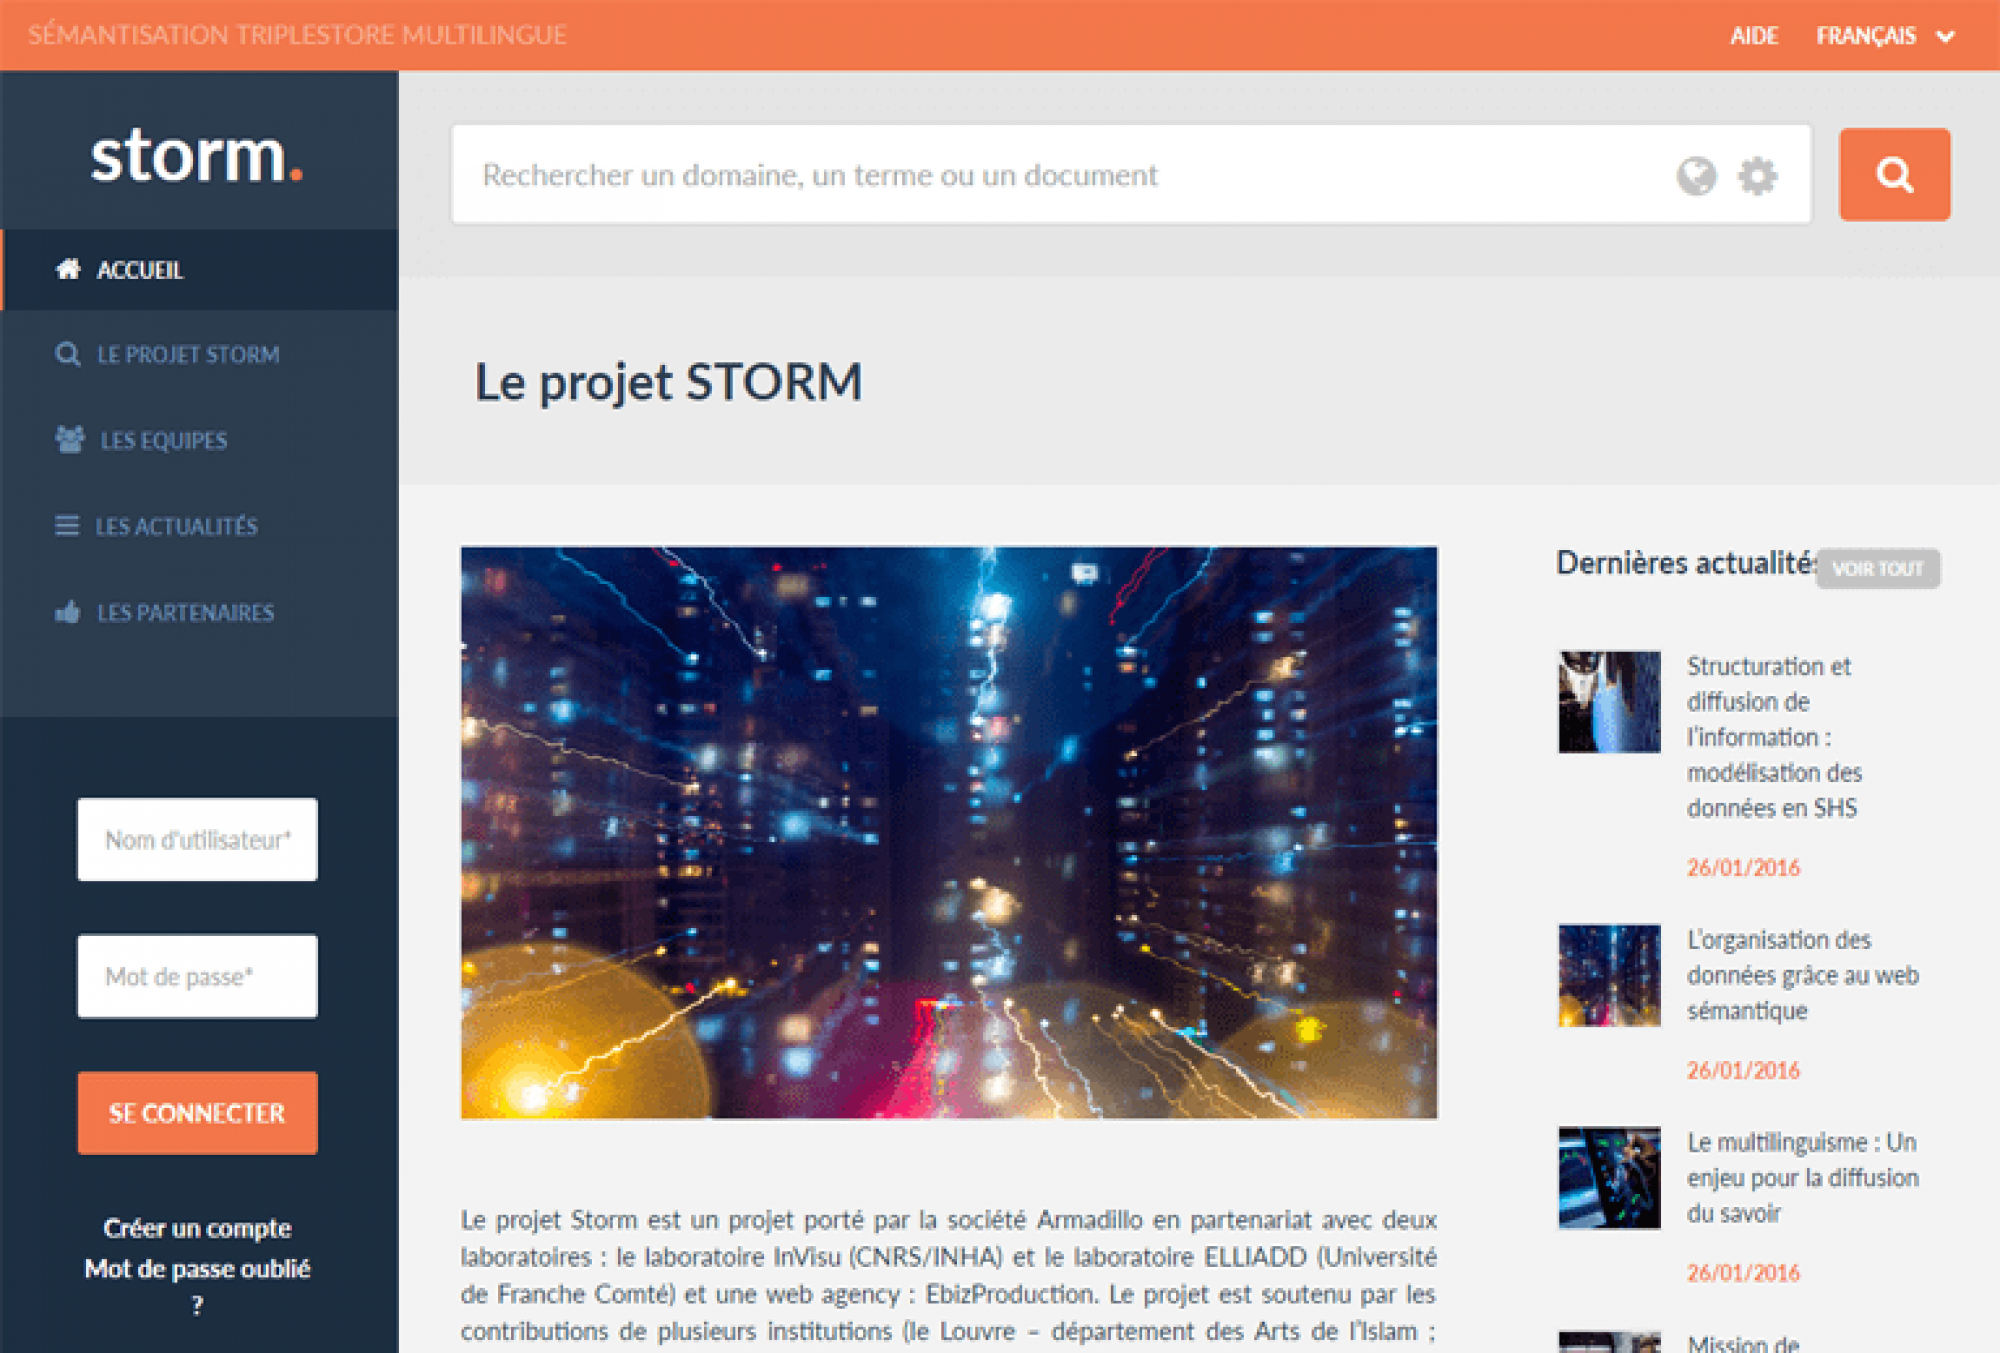 SÉMANTISATION TRIPLESTORE MULTILINGUE
AIDE
FRANÇAIS
storm.
Rechercher un domaine, un terme ou un document
ACCUEIL
LE PROJET STORM
LES EQUIPES
LES ACTUALITÉS
LES PARTENAIRES
Nom d'utilisateur*
Mot de passe*
SE CONNECTER
Créer un compte
Mot de passe oublié
?
Le projet STORM
Le projet Storm est un projet porté par la société Armadillo en partenariat avec deux
laboratoires : le laboratoire InVisu (CNRS/INHA) et le laboratoire ELLIADD (Université
de Franche Comté) et une web agency : EbizProduction. Le projet est soutenu par les
contributions de plusieurs institutions (le Louvre – département des Arts de l'Islam ;
Dernières actualités
VOIR TOUT
Structuration et
diffusion de
l'information :
modélisation des
données en SHS
26/01/2016
L'organisation des
données grâce au web
sémantique
26/01/2016
Le multilinguisme : Un
enjeu pour la diffusion
du savoir
26/01/2016
Mission de